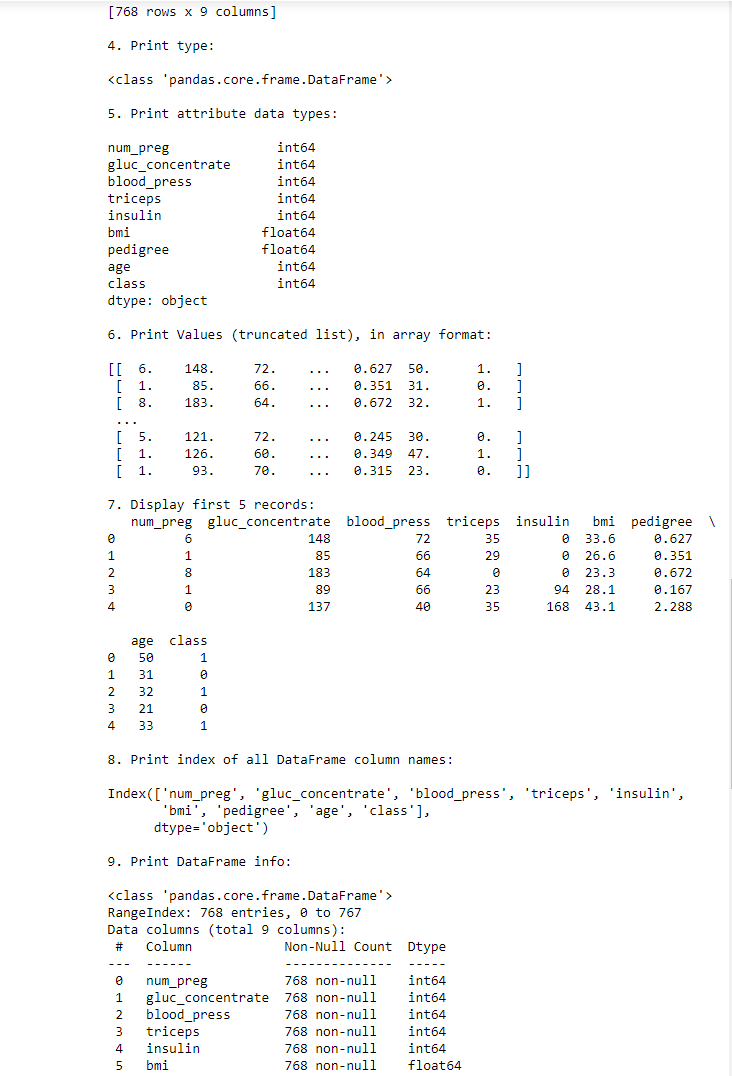 [768 rows x 9 columns]
4. Print type:
<class 'pandas.core.frame.DataFrame'>
5. Print attribute data types:
num_preg              int64
gluc_concentrate      int64
blood_press           int64
triceps               int64
insulin               int64
bmi                 float64
pedigree            float64
age                   int64
class                 int64
dtype: object
6. Print Values (truncated list), in array format:
[[  6.    148.     72.    ...   0.627  50.      1.   ]
 [  1.     85.     66.    ...   0.351  31.      0.   ]
 [  8.    183.     64.    ...   0.672  32.      1.   ]
 ...
 [  5.    121.     72.    ...   0.245  30.      0.   ]
 [  1.    126.     60.    ...   0.349  47.      1.   ]
 [  1.     93.     70.    ...   0.315  23.      0.   ]]
7. Display first 5 records:
   num_preg  gluc_concentrate  blood_press  triceps  insulin   bmi  pedigree  \
0         6               148           72       35        0  33.6     0.627
1         1                85           66       29        0  26.6     0.351
2         8               183           64        0        0  23.3     0.672
3         1                89           66       23       94  28.1     0.167
4         0               137           40       35      168  43.1     2.288
   age  class
0   50      1
1   31      0
2   32      1
3   21      0
4   33      1
8. Print index of all DataFrame column names:
Index(['num_preg', 'gluc_concentrate', 'blood_press', 'triceps', 'insulin',
       'bmi', 'pedigree', 'age', 'class'],
      dtype='object')
9. Print DataFrame info:
<class 'pandas.core.frame.DataFrame'>
RangeIndex: 768 entries, 0 to 767
Data columns (total 9 columns):
 #   Column            Non-Null Count  Dtype
---  ------            --------------  -----
 0   num_preg          768 non-null    int64
 1   gluc_concentrate  768 non-null    int64
 2   blood_press       768 non-null    int64
 3   triceps           768 non-null    int64
 4   insulin           768 non-null    int64
 5   bmi               768 non-null    float64